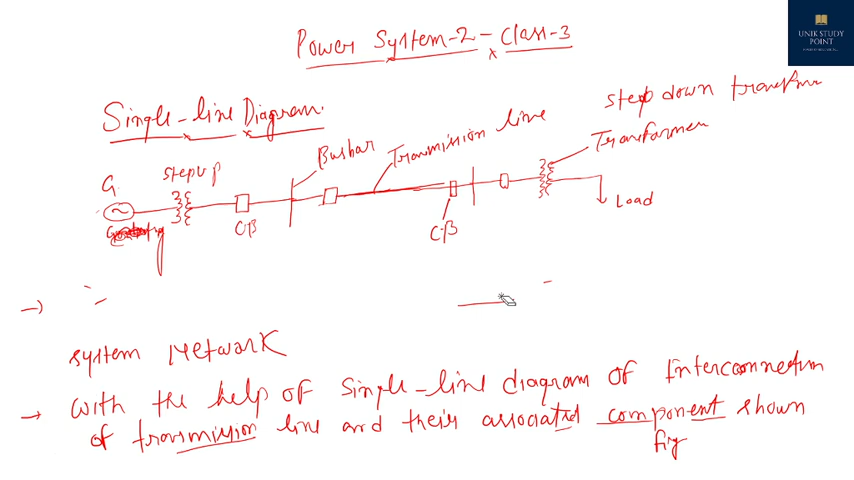 Power System-2-Class-3
UNIK STUDY
POINT
Single-line Diagram.
step down transfor
Transformer
Transmission line
Busbar
step up
G
C.B
C.B
Load
system Network
→ With the help of single-line diagram of Interconnection
of transmission line and their associated component shown
fig